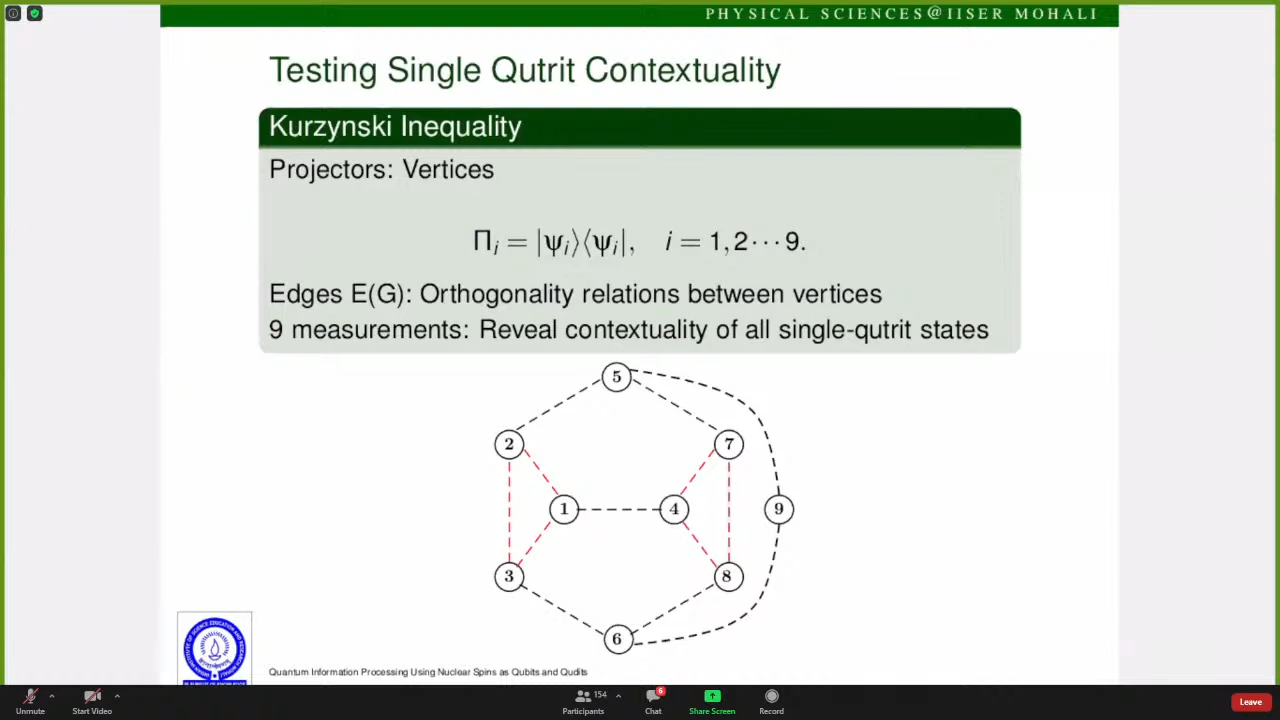 PHYSICAL SCIENCES@IISER MOHALI
Testing Single Qutrit Contextuality
Kurzynski Inequality
Projectors: Vertices
Πᵢ = |ψᵢ⟩⟨ψᵢ|, i = 1, 2 ⋯ 9.
Edges E(G): Orthogonality relations between vertices
9 measurements: Reveal contextuality of all single-qutrit states
5
2
7
1
4
9
3
8
6
Quantum Information Processing Using Nuclear Spins as Qubits and Qudits
Unmute
Start Video
154
Participants
6
Chat
Share Screen
Record
Leave